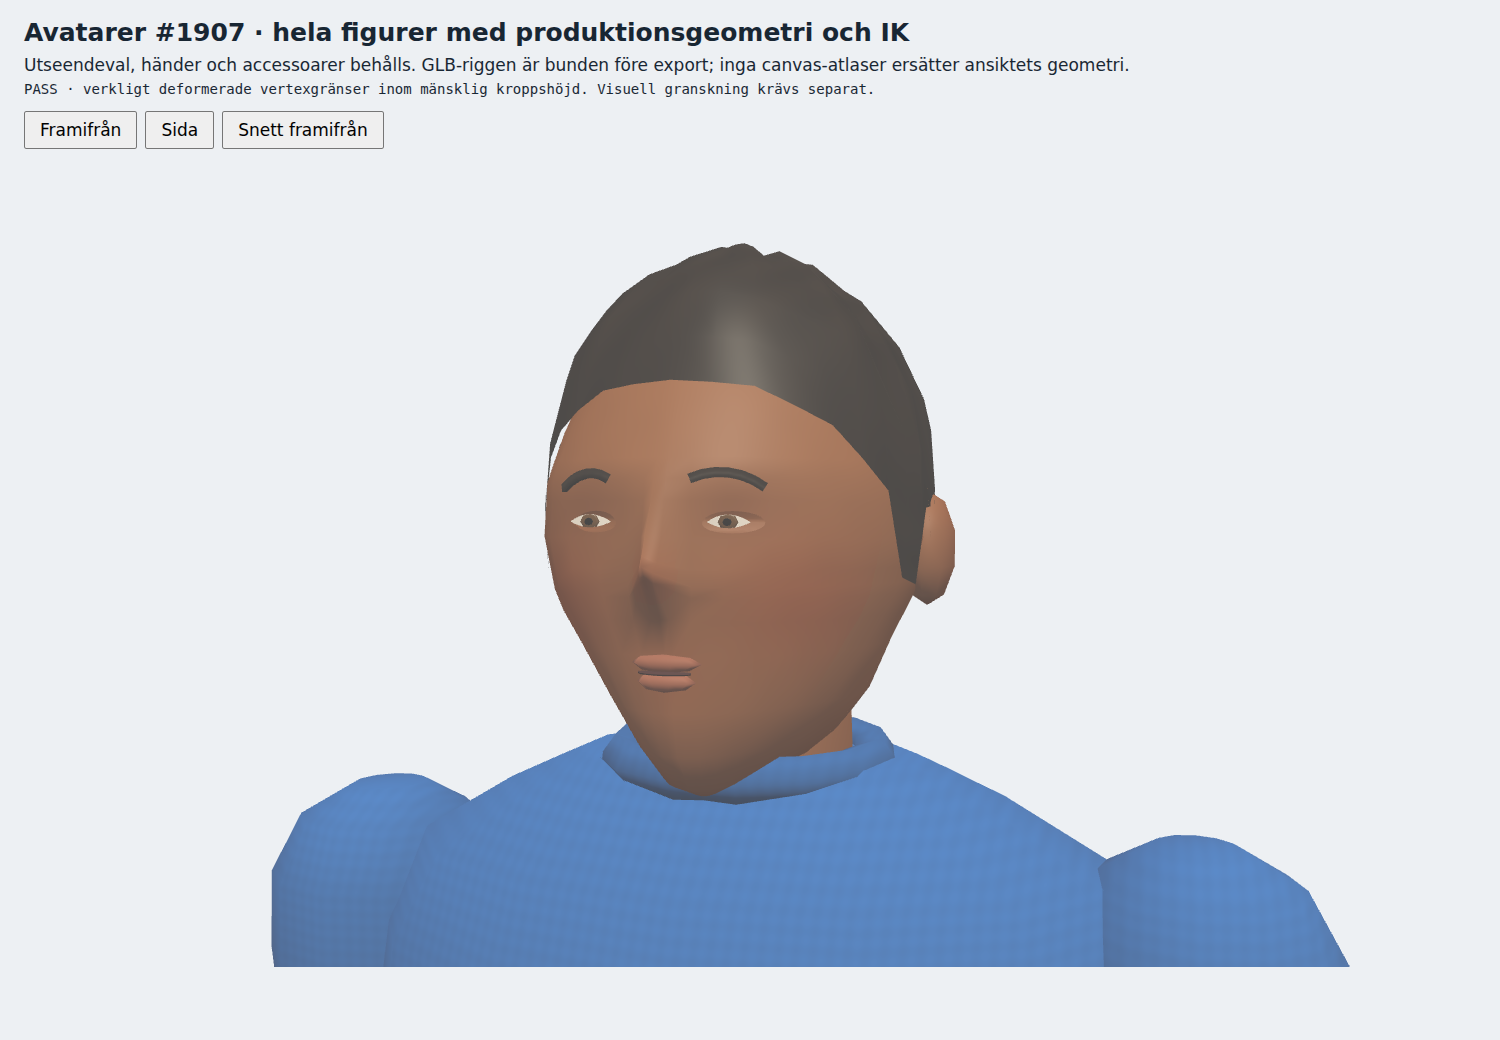 Avatarer #1907 · hela figurer med produktionsgeometri och IK
Utseendeval, händer och accessoarer behålls. GLB-riggen är bunden före export; inga canvas-atlaser ersätter ansiktets geometri.
PASS · verkligt deformerade vertexgränser inom mänsklig kroppshöjd. Visuell granskning krävs separat.
Framifrån Sida Snett framifrån